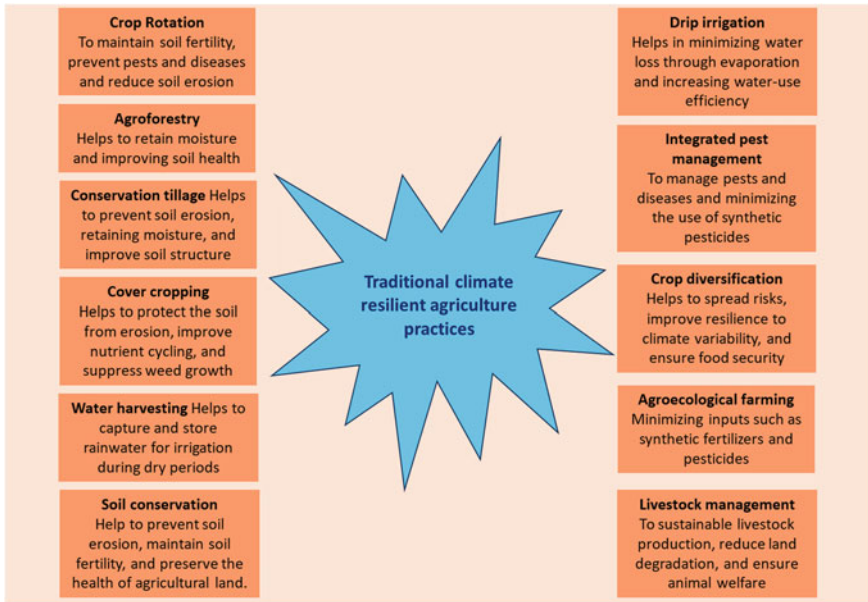 Crop Rotation
To maintain soil fertility,
prevent pests and diseases
and reduce soil erosion
Agroforestry
Helps to retain moisture
and improving soil health
Conservation tillage Helps
to prevent soil erosion,
retaining moisture, and
improve soil structure
Cover cropping
Helps to protect the soil
from erosion, improve
nutrient cycling, and
suppress weed growth
Water harvesting Helps to
capture and store
rainwater for irrigation
during dry periods
Soil conservation
Help to prevent soil
erosion, maintain soil
fertility, and preserve the
health of agricultural land.
Traditional climate
resilient agriculture
practices
Drip irrigation
Helps in minimizing water
loss through evaporation
and increasing water-use
efficiency
Integrated pest
management
To manage pests and
diseases and minimizing
the use of synthetic
pesticides
Crop diversification
Helps to spread risks,
improve resilience to
climate variability, and
ensure food security
Agroecological farming
Minimizing inputs such as
synthetic fertilizers and
pesticides
Livestock management
To sustainable livestock
production, reduce land
degradation, and ensure
animal welfare